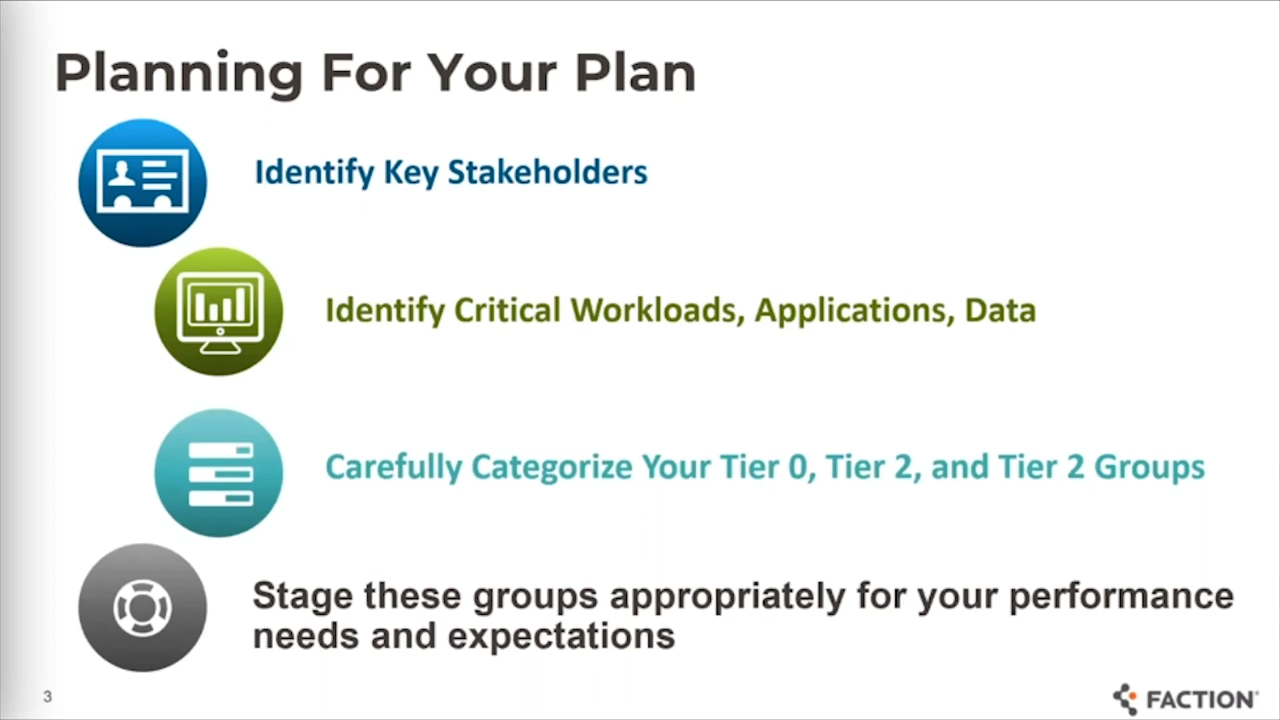 Planning For Your Plan
Identify Key Stakeholders
Identify Critical Workloads, Applications, Data
Carefully Categorize Your Tier 0, Tier 2, and Tier 2 Groups
Stage these groups appropriately for your performance
needs and expectations
3
FACTION